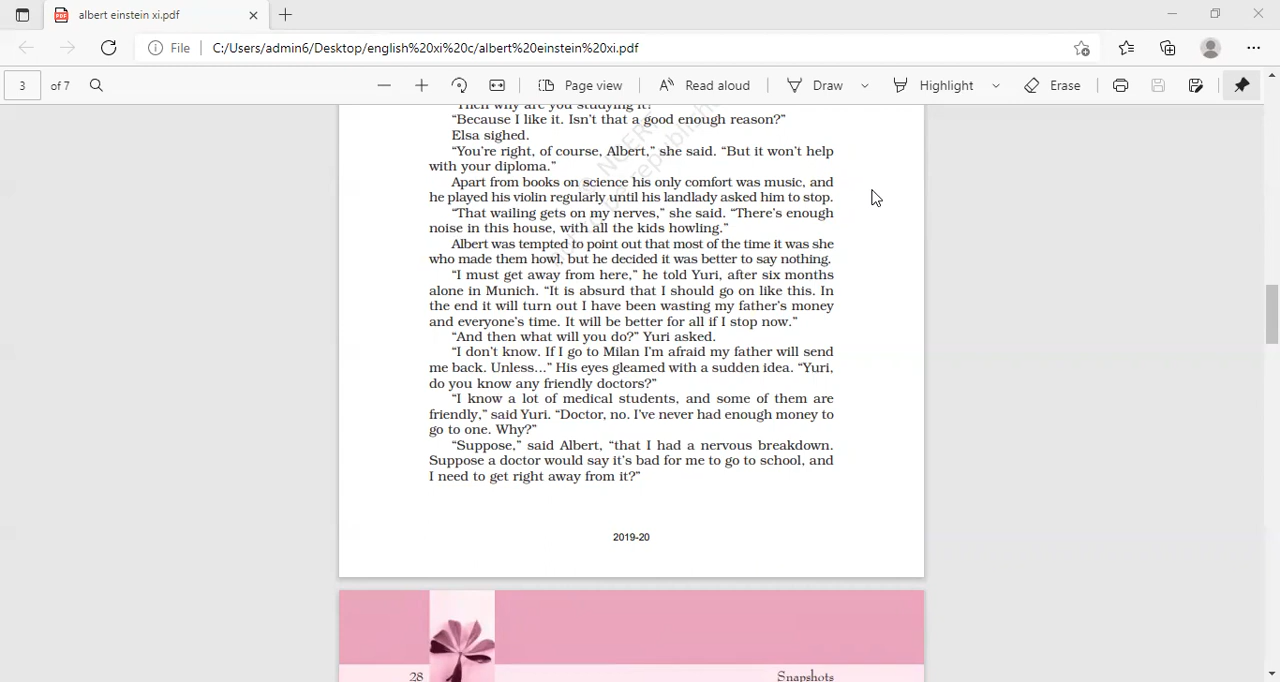 albert einstein xi.pdf
File
C:/Users/admin6/Desktop/english%20xi%20c/albert%20einstein%20xi.pdf
3 of 7
Page view
Read aloud
Draw
Highlight
Erase
“Then why are you studying it?”
“Because I like it. Isn’t that a good enough reason?”
Elsa sighed.
“You’re right, of course, Albert,” she said. “But it won’t help
with your diploma.”
Apart from books on science his only comfort was music, and
he played his violin regularly until his landlady asked him to stop.
“That wailing gets on my nerves,” she said. “There’s enough
noise in this house, with all the kids howling.”
Albert was tempted to point out that most of the time it was she
who made them howl, but he decided it was better to say nothing.
“I must get away from here,” he told Yuri, after six months
alone in Munich. “It is absurd that I should go on like this. In
the end it will turn out I have been wasting my father’s money
and everyone’s time. It will be better for all if I stop now.”
“And then what will you do?” Yuri asked.
“I don’t know. If I go to Milan I’m afraid my father will send
me back. Unless...” His eyes gleamed with a sudden idea. “Yuri,
do you know any friendly doctors?”
“I know a lot of medical students, and some of them are
friendly,” said Yuri. “Doctor, no. I’ve never had enough money to
go to one. Why?”
“Suppose,” said Albert, “that I had a nervous breakdown.
Suppose a doctor would say it’s bad for me to go to school, and
I need to get right away from it?”
2019-20
28
Snapshots